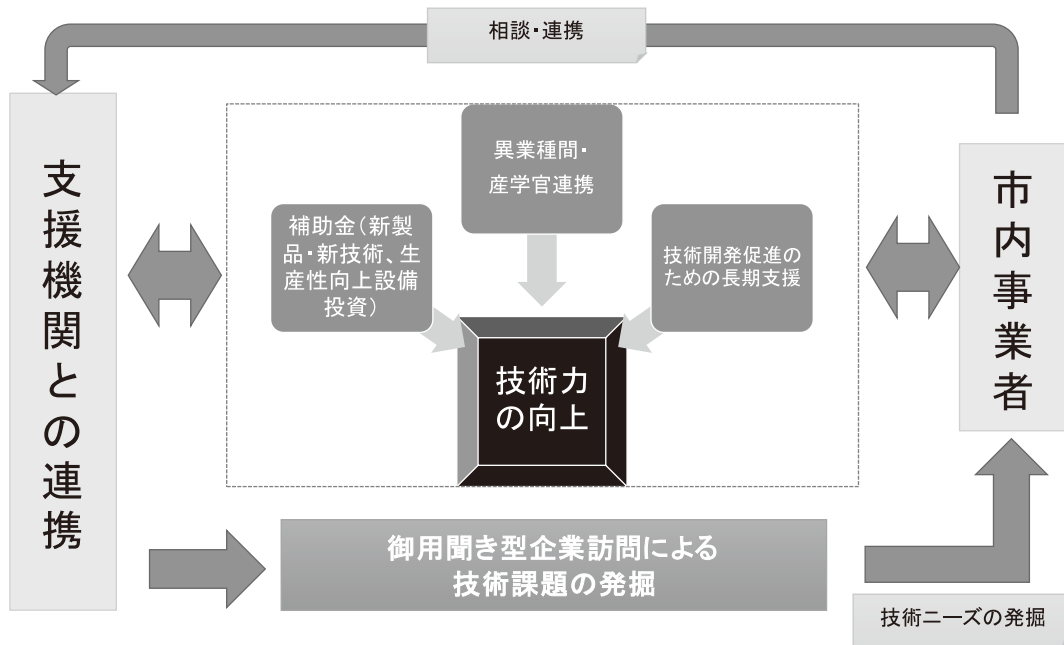 相談・連携
支援機関との連携
異業種間・
産学官連携
補助金（新製
品・新技術、生
産性向上設備
投資）
技術開発促進の
ための長期支援
技術力
の向上
市内事業者
御用聞き型企業訪問による
技術課題の発掘
技術ニーズの発掘